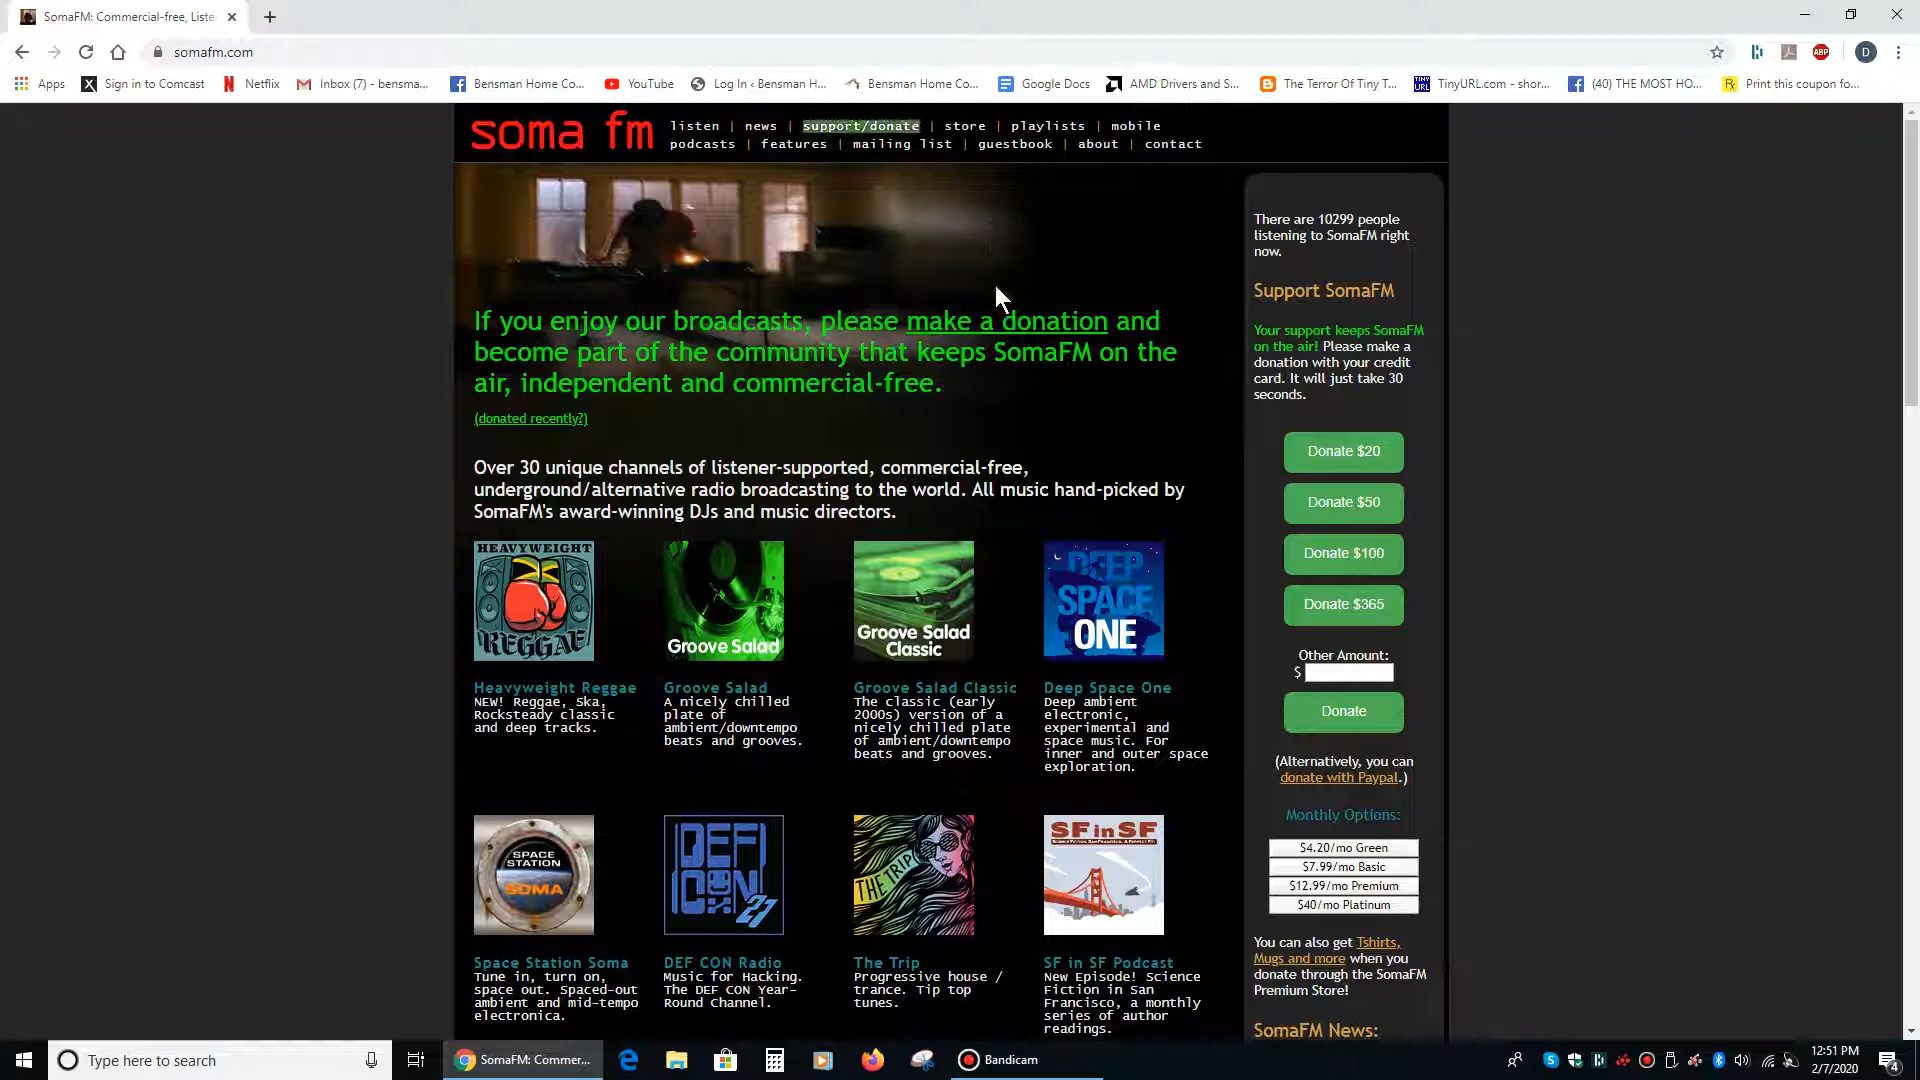 SomaFM: Commercial-free, Liste
somafm.com
ABP
D
Apps
Sign in to Comcast
Netflix
Inbox (7) - bensma...
Bensman Home Co...
YouTube
Log In ‹ Bensman H...
Bensman Home Co...
Google Docs
AMD Drivers and S...
The Terror Of Tiny T...
TINY
URL
TinyURL.com - shor...
(40) THE MOST HO...
Print this coupon fo...
soma fm
listen | news | support/donate | store | playlists | mobile
podcasts | features | mailing list | guestbook | about | contact
If you enjoy our broadcasts, please make a donation and
become part of the community that keeps SomaFM on the
air, independent and commercial-free.
(donated recently?)
Over 30 unique channels of listener-supported, commercial-free,
underground/alternative radio broadcasting to the world. All music hand-picked by
SomaFM's award-winning DJs and music directors.
HEAVYWEIGHT
REGGAE
Heavyweight Reggae
NEW! Reggae, Ska,
Rocksteady classic
and deep tracks.
Groove Salad
Groove Salad
A nicely chilled
plate of
ambient/downtempo
beats and grooves.
Groove Salad
Classic
Groove Salad Classic
The classic (early
2000s) version of a
nicely chilled plate
of ambient/downtempo
beats and grooves.
DEEP
SPACE
ONE
Deep Space One
Deep ambient
electronic,
experimental and
space music. For
inner and outer space
exploration.
SPACE
STATION
SOMA
Space Station Soma
Tune in, turn on,
space out. Spaced-out
ambient and mid-tempo
electronica.
DEF
CON
27
DEF CON Radio
Music for Hacking.
The DEF CON Year-
Round Channel.
THE TRIP
The Trip
Progressive house /
trance. Tip top
tunes.
SF in SF
SCIENCE FICTION, SAN FRANCISCO, A PERFECT FIT.
SF in SF Podcast
New Episode! Science
Fiction in San
Francisco, a monthly
series of author
readings.
There are 10299 people
listening to SomaFM right
now.
Support SomaFM
Your support keeps SomaFM
on the air! Please make a
donation with your credit
card. It will just take 30
seconds.
Donate $20
Donate $50
Donate $100
Donate $365
Other Amount:
$
Donate
(Alternatively, you can
donate with Paypal.)
Monthly Options:
$4.20/mo Green
$7.99/mo Basic
$12.99/mo Premium
$40/mo Platinum
You can also get Tshirts,
Mugs and more when you
donate through the SomaFM
Premium Store!
SomaFM News:
Type here to search
SomaFM: Commer...
Bandicam
12:51 PM
2/7/2020
4